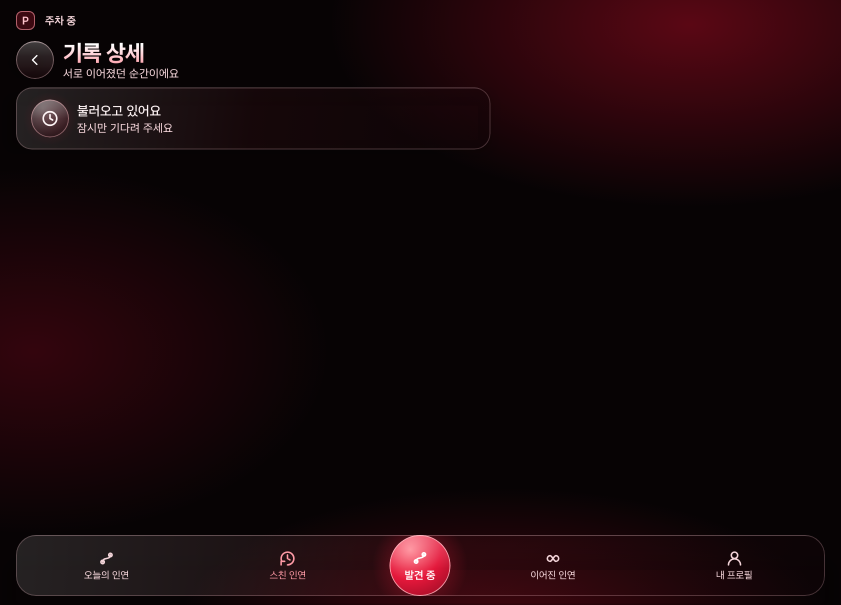 P 주차 중
기록 상세
서로 이어졌던 순간이에요
불러오고 있어요
잠시만 기다려 주세요
오늘의 인연 스친 인연 발견 중 이어진 인연 내 프로필